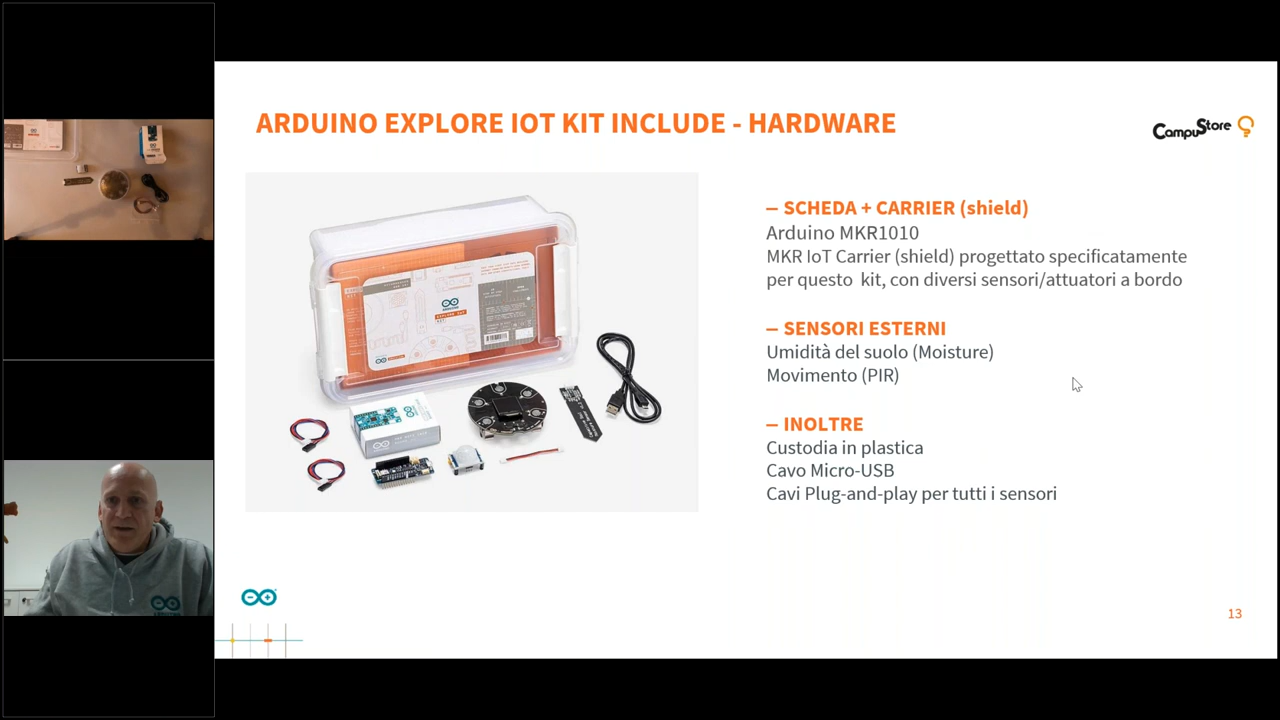 ARDUINO EXPLORE IOT KIT INCLUDE - HARDWARE
CampuStore
– SCHEDA + CARRIER (shield)
Arduino MKR1010
MKR IoT Carrier (shield) progettato specificatamente
per questo kit, con diversi sensori/attuatori a bordo
– SENSORI ESTERNI
Umidità del suolo (Moisture)
Movimento (PIR)
– INOLTRE
Custodia in plastica
Cavo Micro-USB
Cavi Plug-and-play per tutti i sensori
13